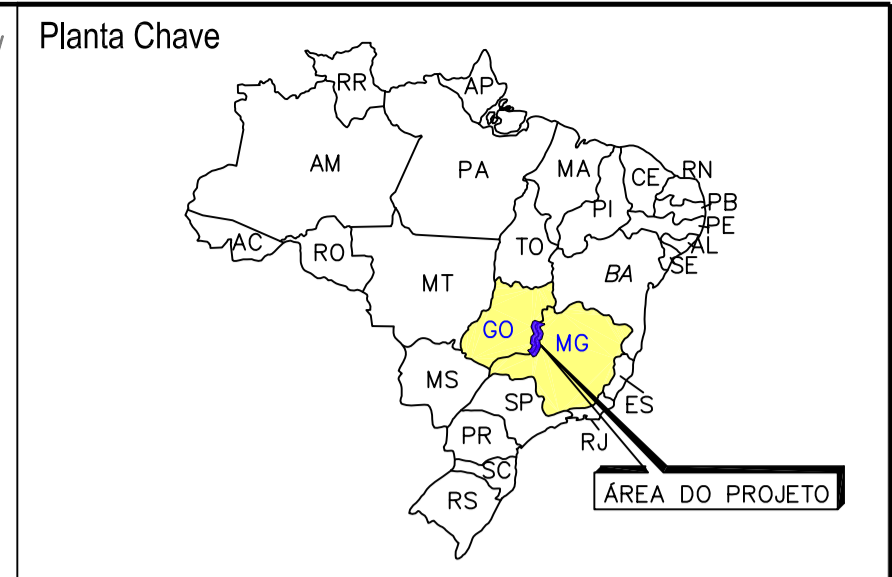 Planta Chave
RR
AP
AM
PA
MA
CE
RN
PI
PB
PE
AC
RO
TO
AL
SE
MT
BA
GO
MG
MS
SP
ES
PR
RJ
SC
RS
ÁREA DO PROJETO